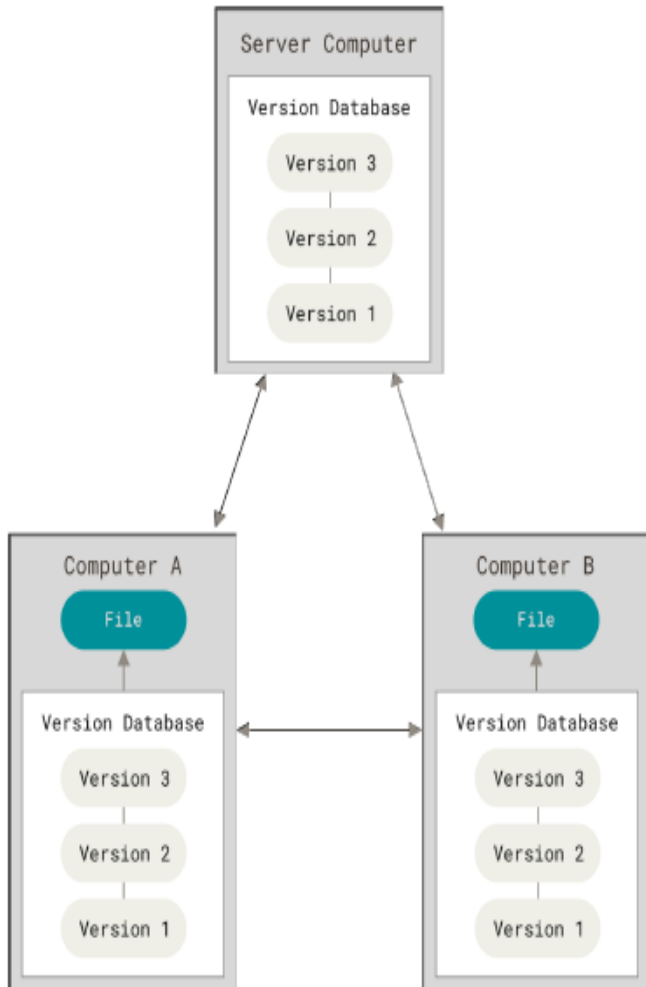 Server Computer
Version Database
Version 3
Version 2
Version 1
Computer A
File
Version Database
Version 3
Version 2
Version 1
Computer B
File
Version Database
Version 3
Version 2
Version 1